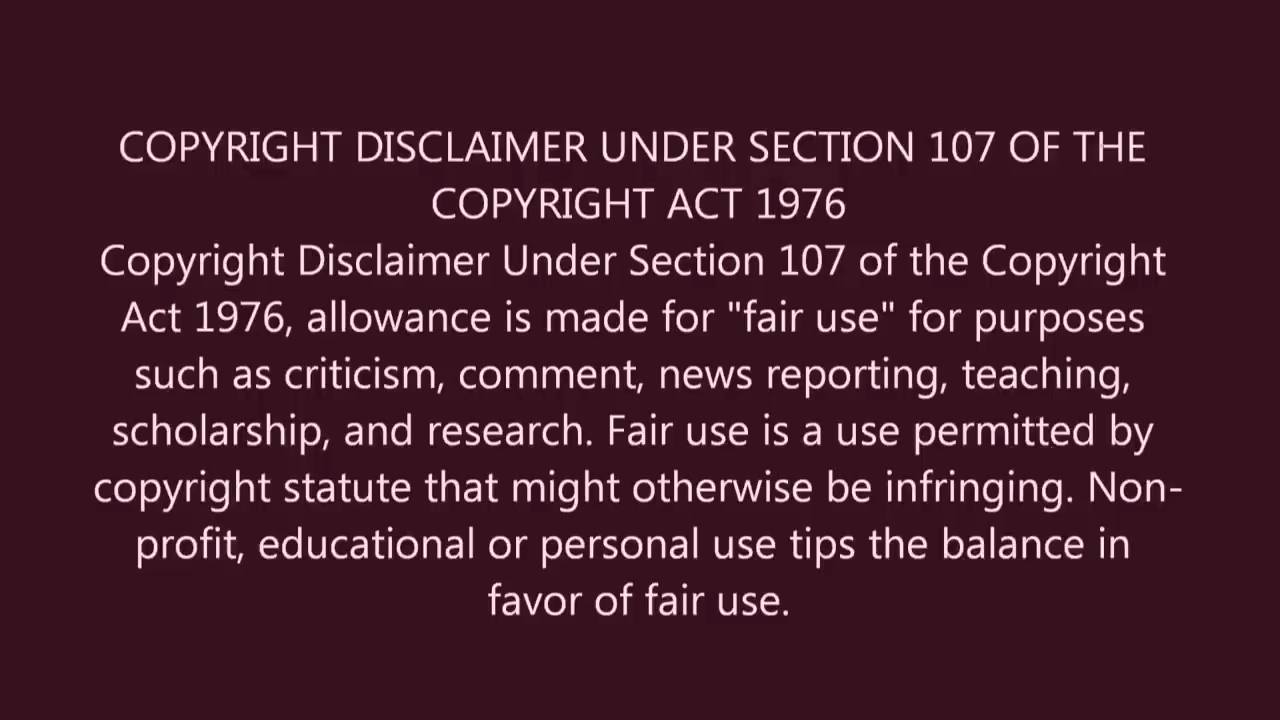 COPYRIGHT DISCLAIMER UNDER SECTION 107 OF THE
COPYRIGHT ACT 1976
Copyright Disclaimer Under Section 107 of the Copyright
Act 1976, allowance is made for "fair use" for purposes
such as criticism, comment, news reporting, teaching,
scholarship, and research. Fair use is a use permitted by
copyright statute that might otherwise be infringing. Non-
profit, educational or personal use tips the balance in
favor of fair use.